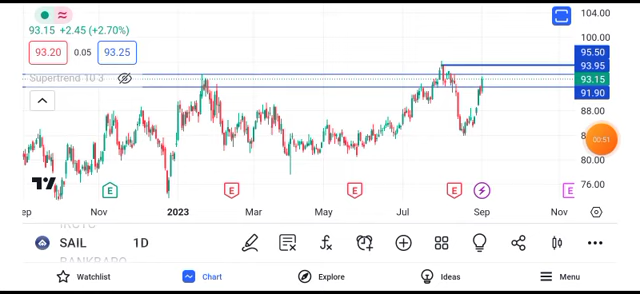 104.00
93.15 +2.45 (+2.70%)
100.00
93.20 0.05 93.25
95.50
93.95
Supertrend 10 3
93.15
91.90
88.00
00:51
80.00
76.00
E E E E E
Nov 2023 Mar May Jul Sep Nov
SAIL 1D
Watchlist Chart Explore Ideas Menu